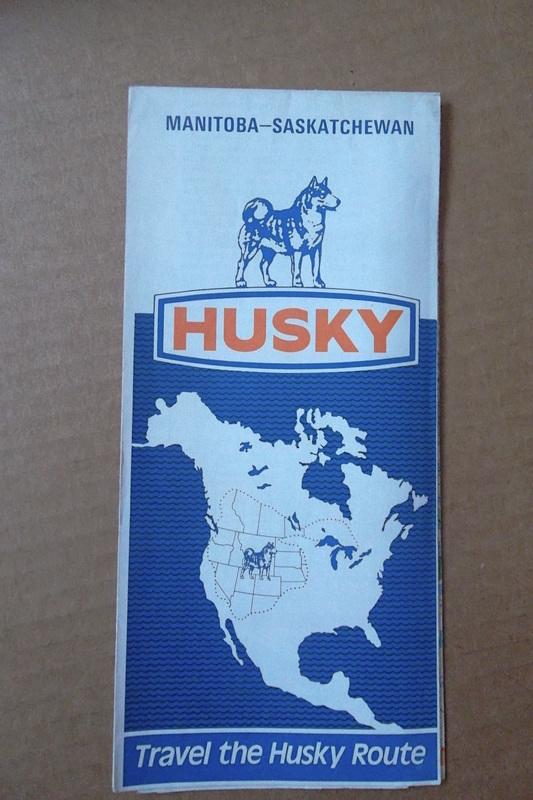 MANITOBA–SASKATCHEWAN
HUSKY
Travel the Husky Route